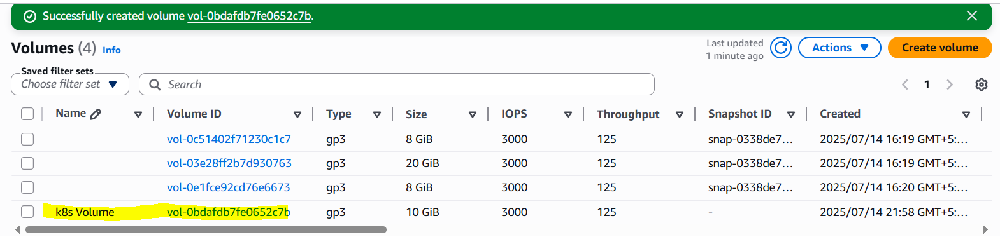 Successfully created volume vol-0bdafdb7fe0652c7b.
Volumes (4) Info
Last updated
1 minute ago
Actions
Create volume
Saved filter sets
Choose filter set
Search
1
Name Volume ID Type Size IOPS Throughput Snapshot ID Created
vol-0c51402f71230c1c7 gp3 8 GiB 3000 125 snap-0338de7... 2025/07/14 16:19 GMT+5:...
vol-03e28ff2b7d930763 gp3 20 GiB 3000 125 snap-0338de7... 2025/07/14 16:19 GMT+5:...
vol-0e1fce92cd76e6673 gp3 8 GiB 3000 125 snap-0338de7... 2025/07/14 16:20 GMT+5:...
k8s Volume vol-0bdafdb7fe0652c7b gp3 10 GiB 3000 125 - 2025/07/14 21:58 GMT+5:...